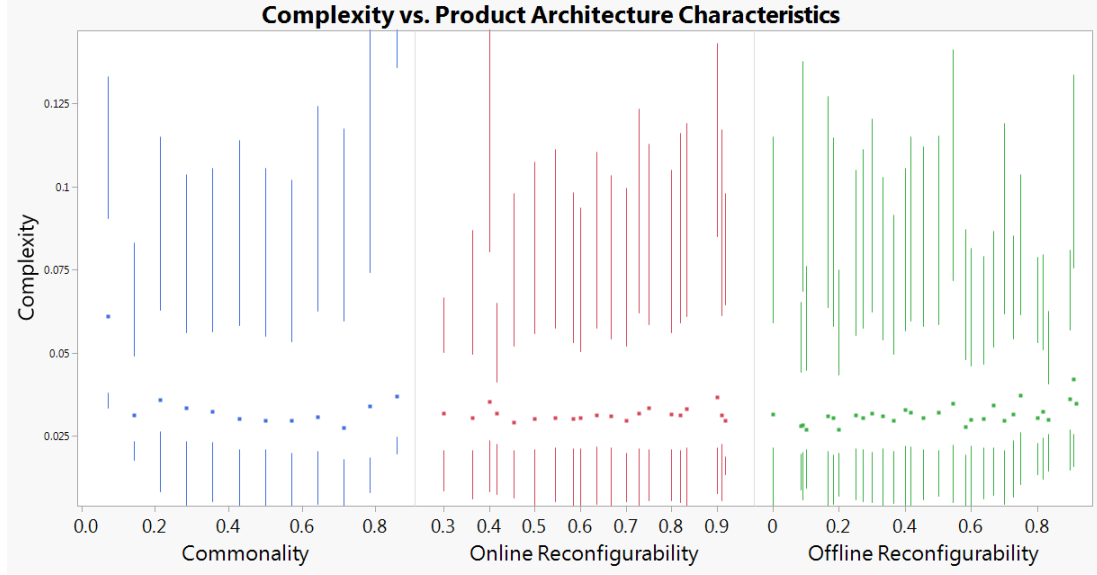 Complexity vs. Product Architecture Characteristics
Complexity
0.125
0.1
0.075
0.05
0.025
0.0 0.2 0.4 0.6 0.8 0.3 0.4 0.5 0.6 0.7 0.8 0.9 0 0.2 0.4 0.6 0.8
Commonality Online Reconfigurability Offline Reconfigurability